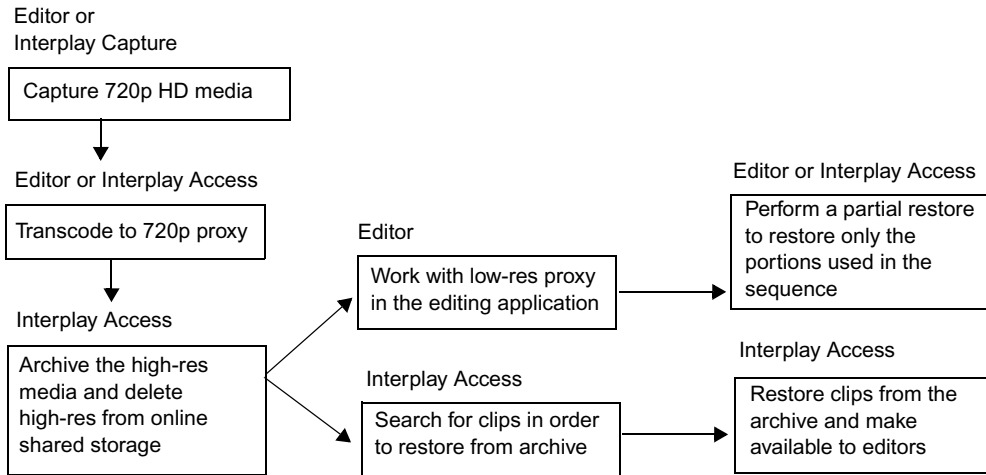 Editor or
Interplay Capture
Capture 720p HD media
Editor or Interplay Access
Transcode to 720p proxy
Interplay Access
Archive the high-res
media and delete
high-res from online
shared storage
Editor
Work with low-res proxy
in the editing application
Editor or Interplay Access
Perform a partial restore
to restore only the
portions used in the
sequence
Interplay Access
Search for clips in order
to restore from archive
Interplay Access
Restore clips from the
archive and make
available to editors